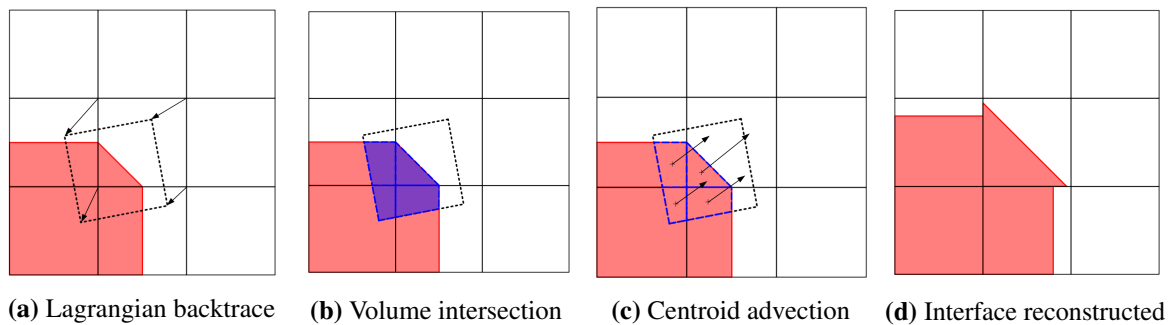 (a) Lagrangian backtrace
(b) Volume intersection
(c) Centroid advection
(d) Interface reconstructed